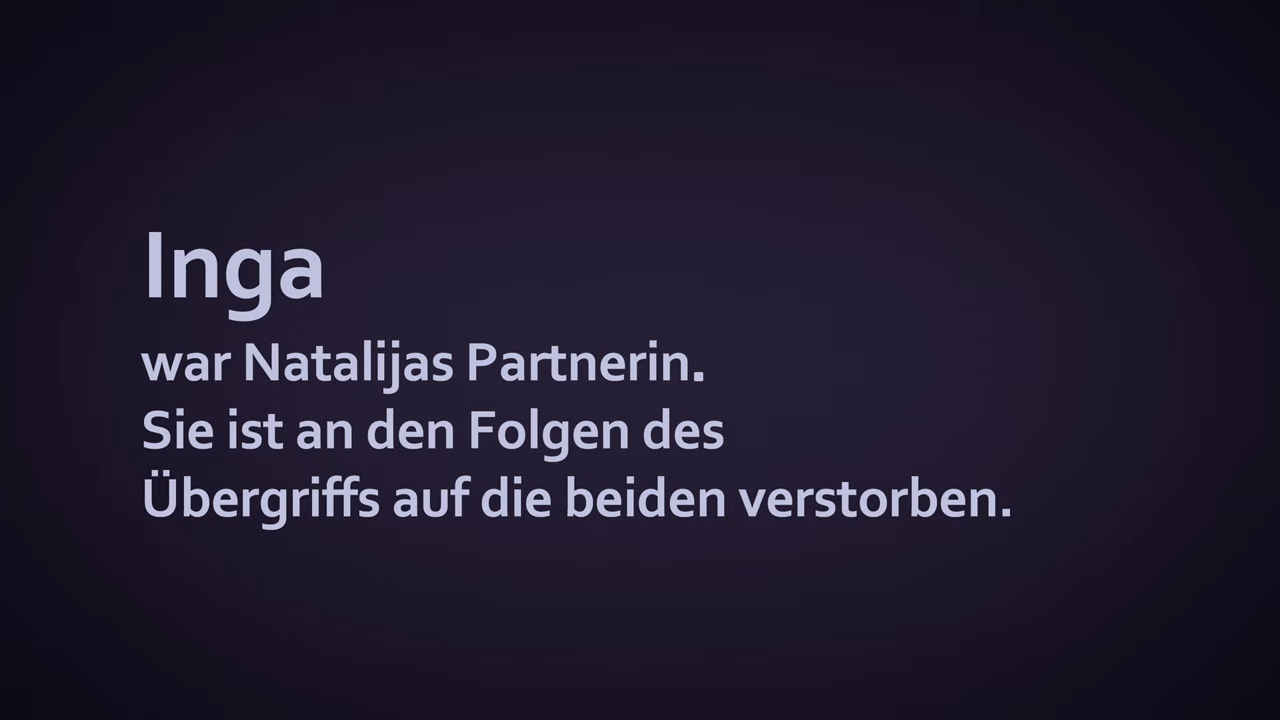 Inga
war Natalijas Partnerin.
Sie ist an den Folgen des
Übergriffs auf die beiden verstorben.